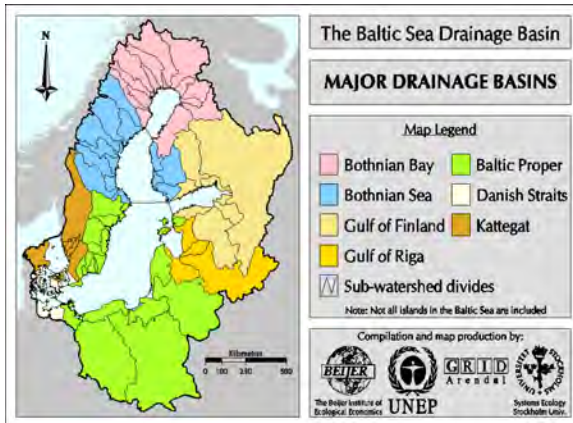 The Baltic Sea Drainage Basin
MAJOR DRAINAGE BASINS
N
Map Legend
Bothnian Bay
Baltic Proper
Bothnian Sea
Danish Straits
Gulf of Finland
Kattegat
Gulf of Riga
Sub-watershed divides
Note: Not all islands in the Baltic Sea are included
Kilometres
0 100 200 500
Compilation and map production by:
BEIJER
The Beijer Institute of
Ecological Economics
UNEP
GRID
Arendal
Systems Ecology
Stockholm Univ.